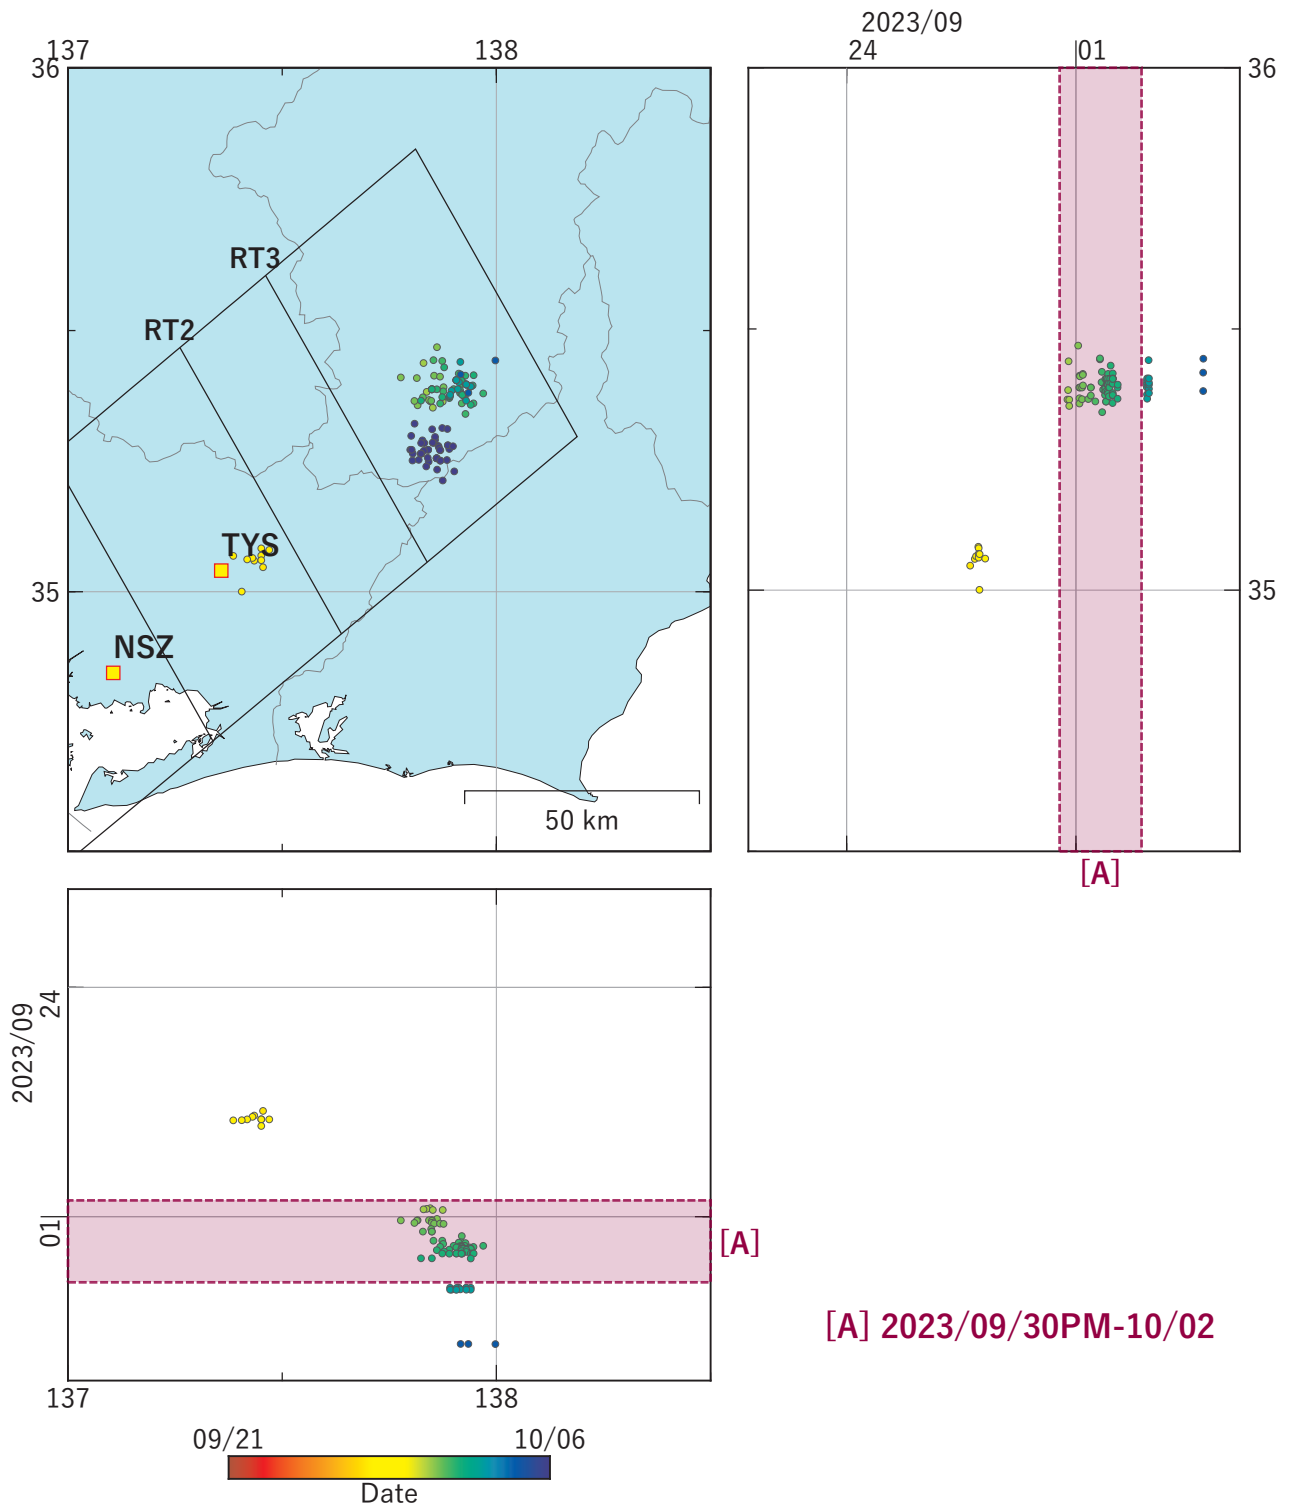 2023/09
137 138
24 01
36 36
RT3
RT2
TYS
35 35
NSZ
50 km
[A]
24
2023/09
01
[A]
[A] 2023/09/30PM-10/02
137 138
09/21 10/06
Date